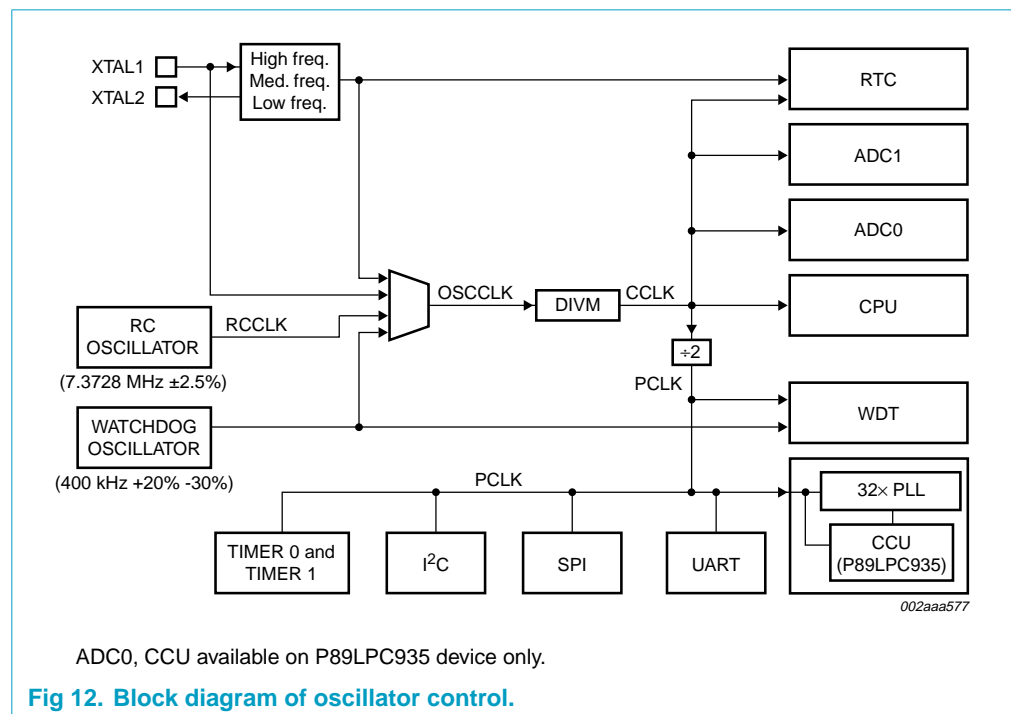 XTAL1
XTAL2
High freq.
Med. freq.
Low freq.
RTC
ADC1
ADC0
OSCCLK
DIVM
CCLK
CPU
RC
OSCILLATOR
RCCLK
(7.3728 MHz ±2.5%)
÷2
PCLK
WDT
WATCHDOG
OSCILLATOR
(400 kHz +20% -30%)
PCLK
32× PLL
TIMER 0 and
TIMER 1
I²C
SPI
UART
CCU
(P89LPC935)
002aaa577
ADC0, CCU available on P89LPC935 device only.
Fig 12. Block diagram of oscillator control.